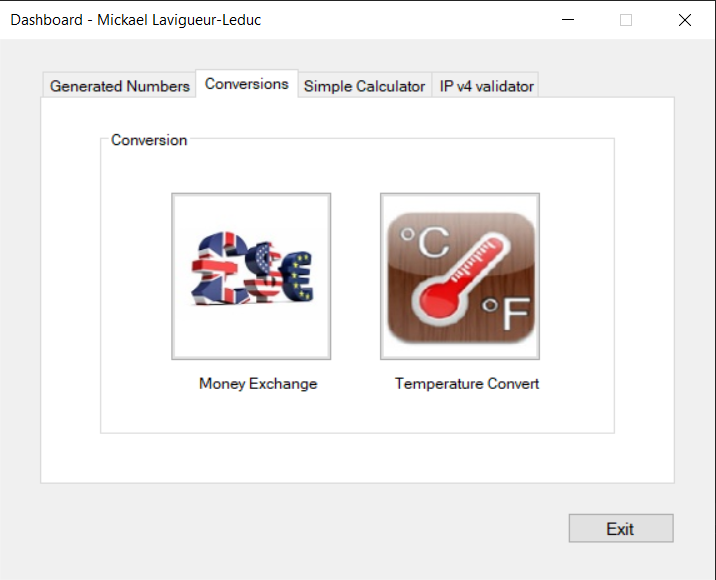 Dashboard - Mickael Lavigueur-Leduc
Generated Numbers Conversions Simple Calculator IP v4 validator
Conversion
£$€
°C
°F
Money Exchange Temperature Convert
Exit